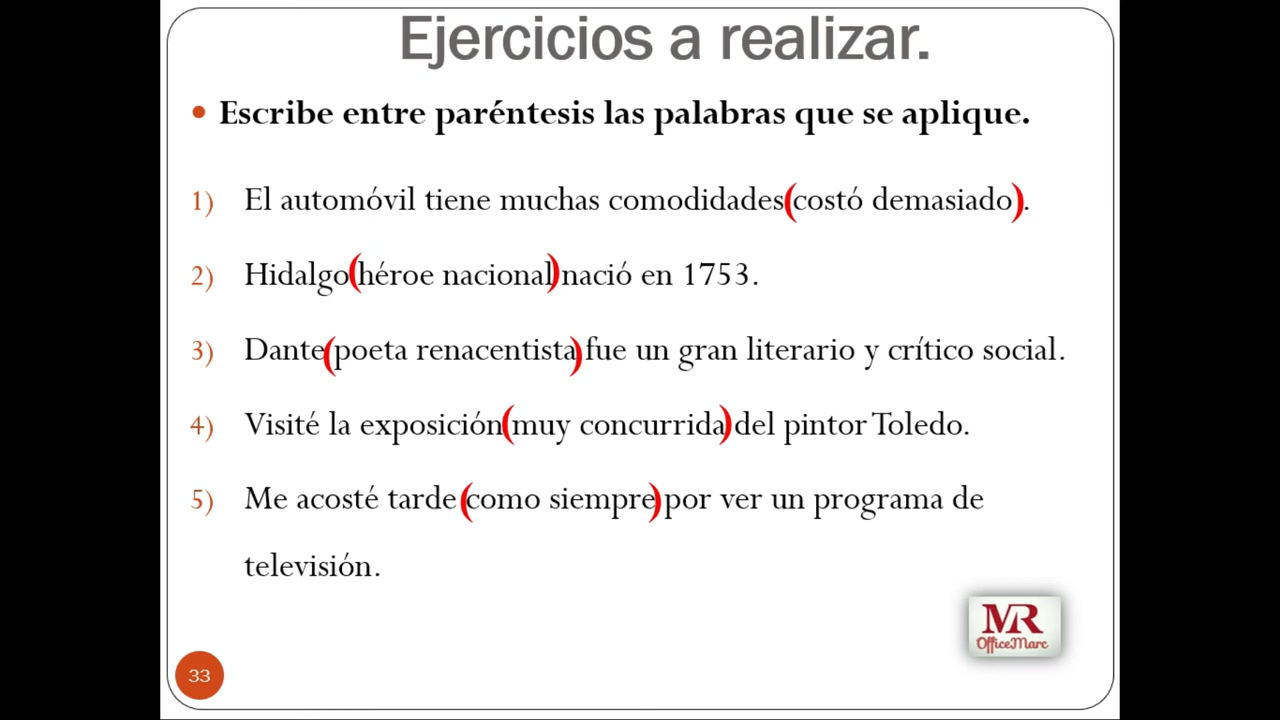 Ejercicios a realizar.
• Escribe entre paréntesis las palabras que se aplique.
1) El automóvil tiene muchas comodidades(costó demasiado).
2) Hidalgo(héroe nacional)nació en 1753.
3) Dante(poeta renacentista)fue un gran literario y crítico social.
4) Visité la exposición(muy concurrida)del pintor Toledo.
5) Me acosté tarde(como siempre)por ver un programa de
televisión.
MR
OfficeMarc
33